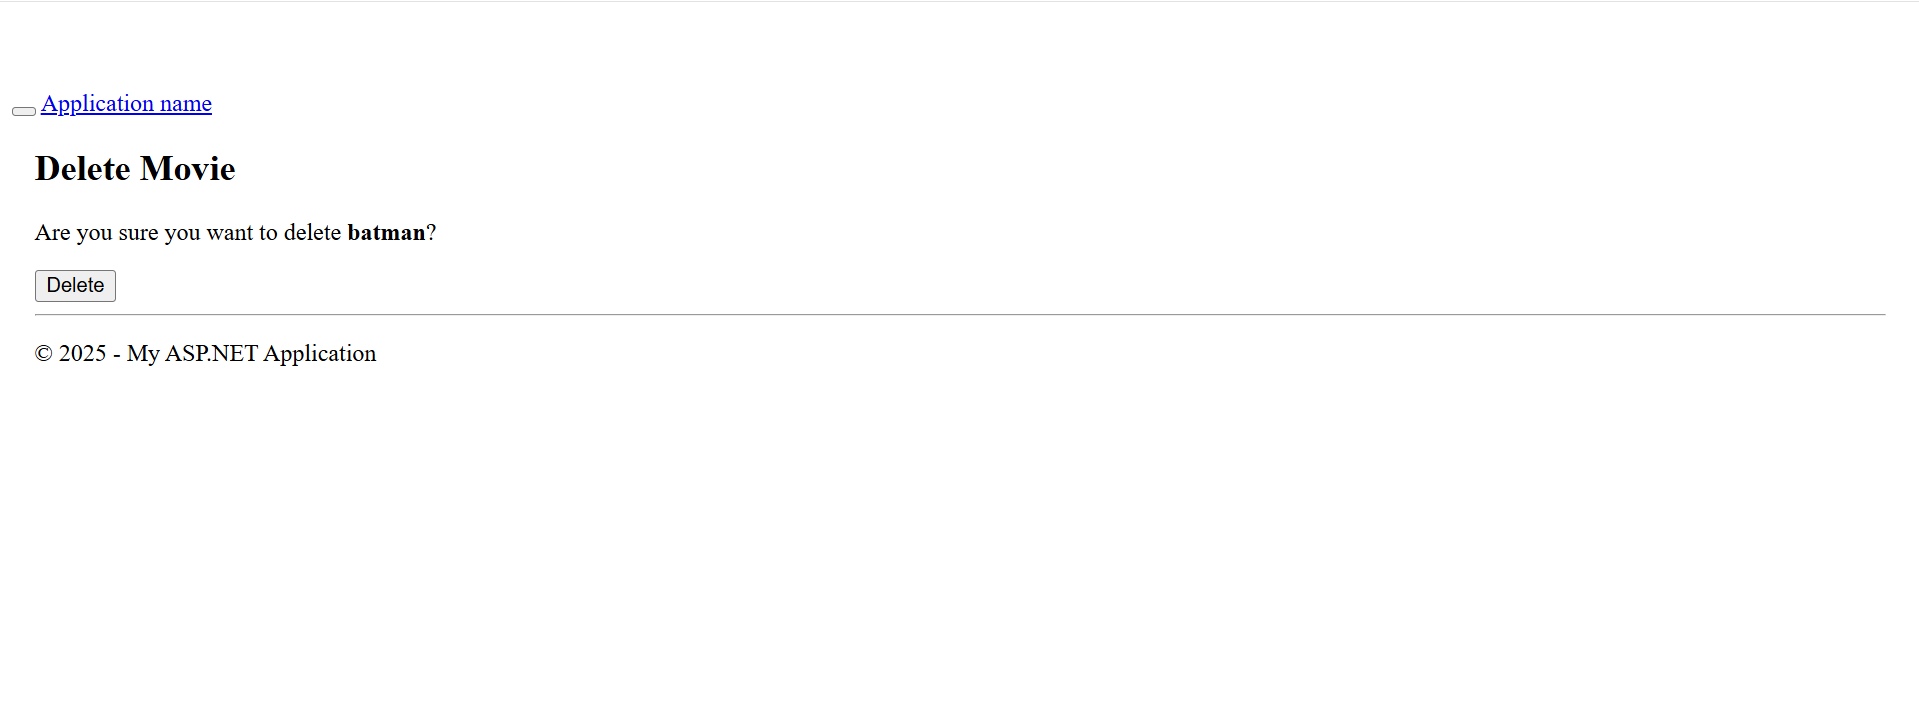 Application name
Delete Movie
Are you sure you want to delete batman?
Delete
© 2025 - My ASP.NET Application